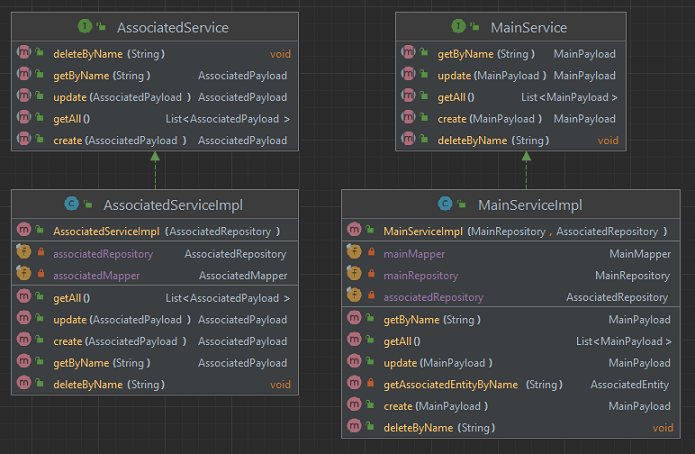 AssociatedService
deleteByName (String) void
getByName (String) AssociatedPayload
update (AssociatedPayload ) AssociatedPayload
getAll () List<AssociatedPayload >
create (AssociatedPayload ) AssociatedPayload
MainService
getByName (String) MainPayload
update (MainPayload ) MainPayload
getAll () List<MainPayload >
create (MainPayload ) MainPayload
deleteByName (String) void
AssociatedServiceImpl
AssociatedServiceImpl (AssociatedRepository )
associatedRepository AssociatedRepository
associatedMapper AssociatedMapper
getAll () List<AssociatedPayload >
update (AssociatedPayload ) AssociatedPayload
create (AssociatedPayload ) AssociatedPayload
getByName (String) AssociatedPayload
deleteByName (String) void
MainServiceImpl
MainServiceImpl (MainRepository , AssociatedRepository )
mainMapper MainMapper
mainRepository MainRepository
associatedRepository AssociatedRepository
getByName (String) MainPayload
getAll () List<MainPayload >
update (MainPayload ) MainPayload
getAssociatedEntityByName (String) AssociatedEntity
create (MainPayload ) MainPayload
deleteByName (String) void